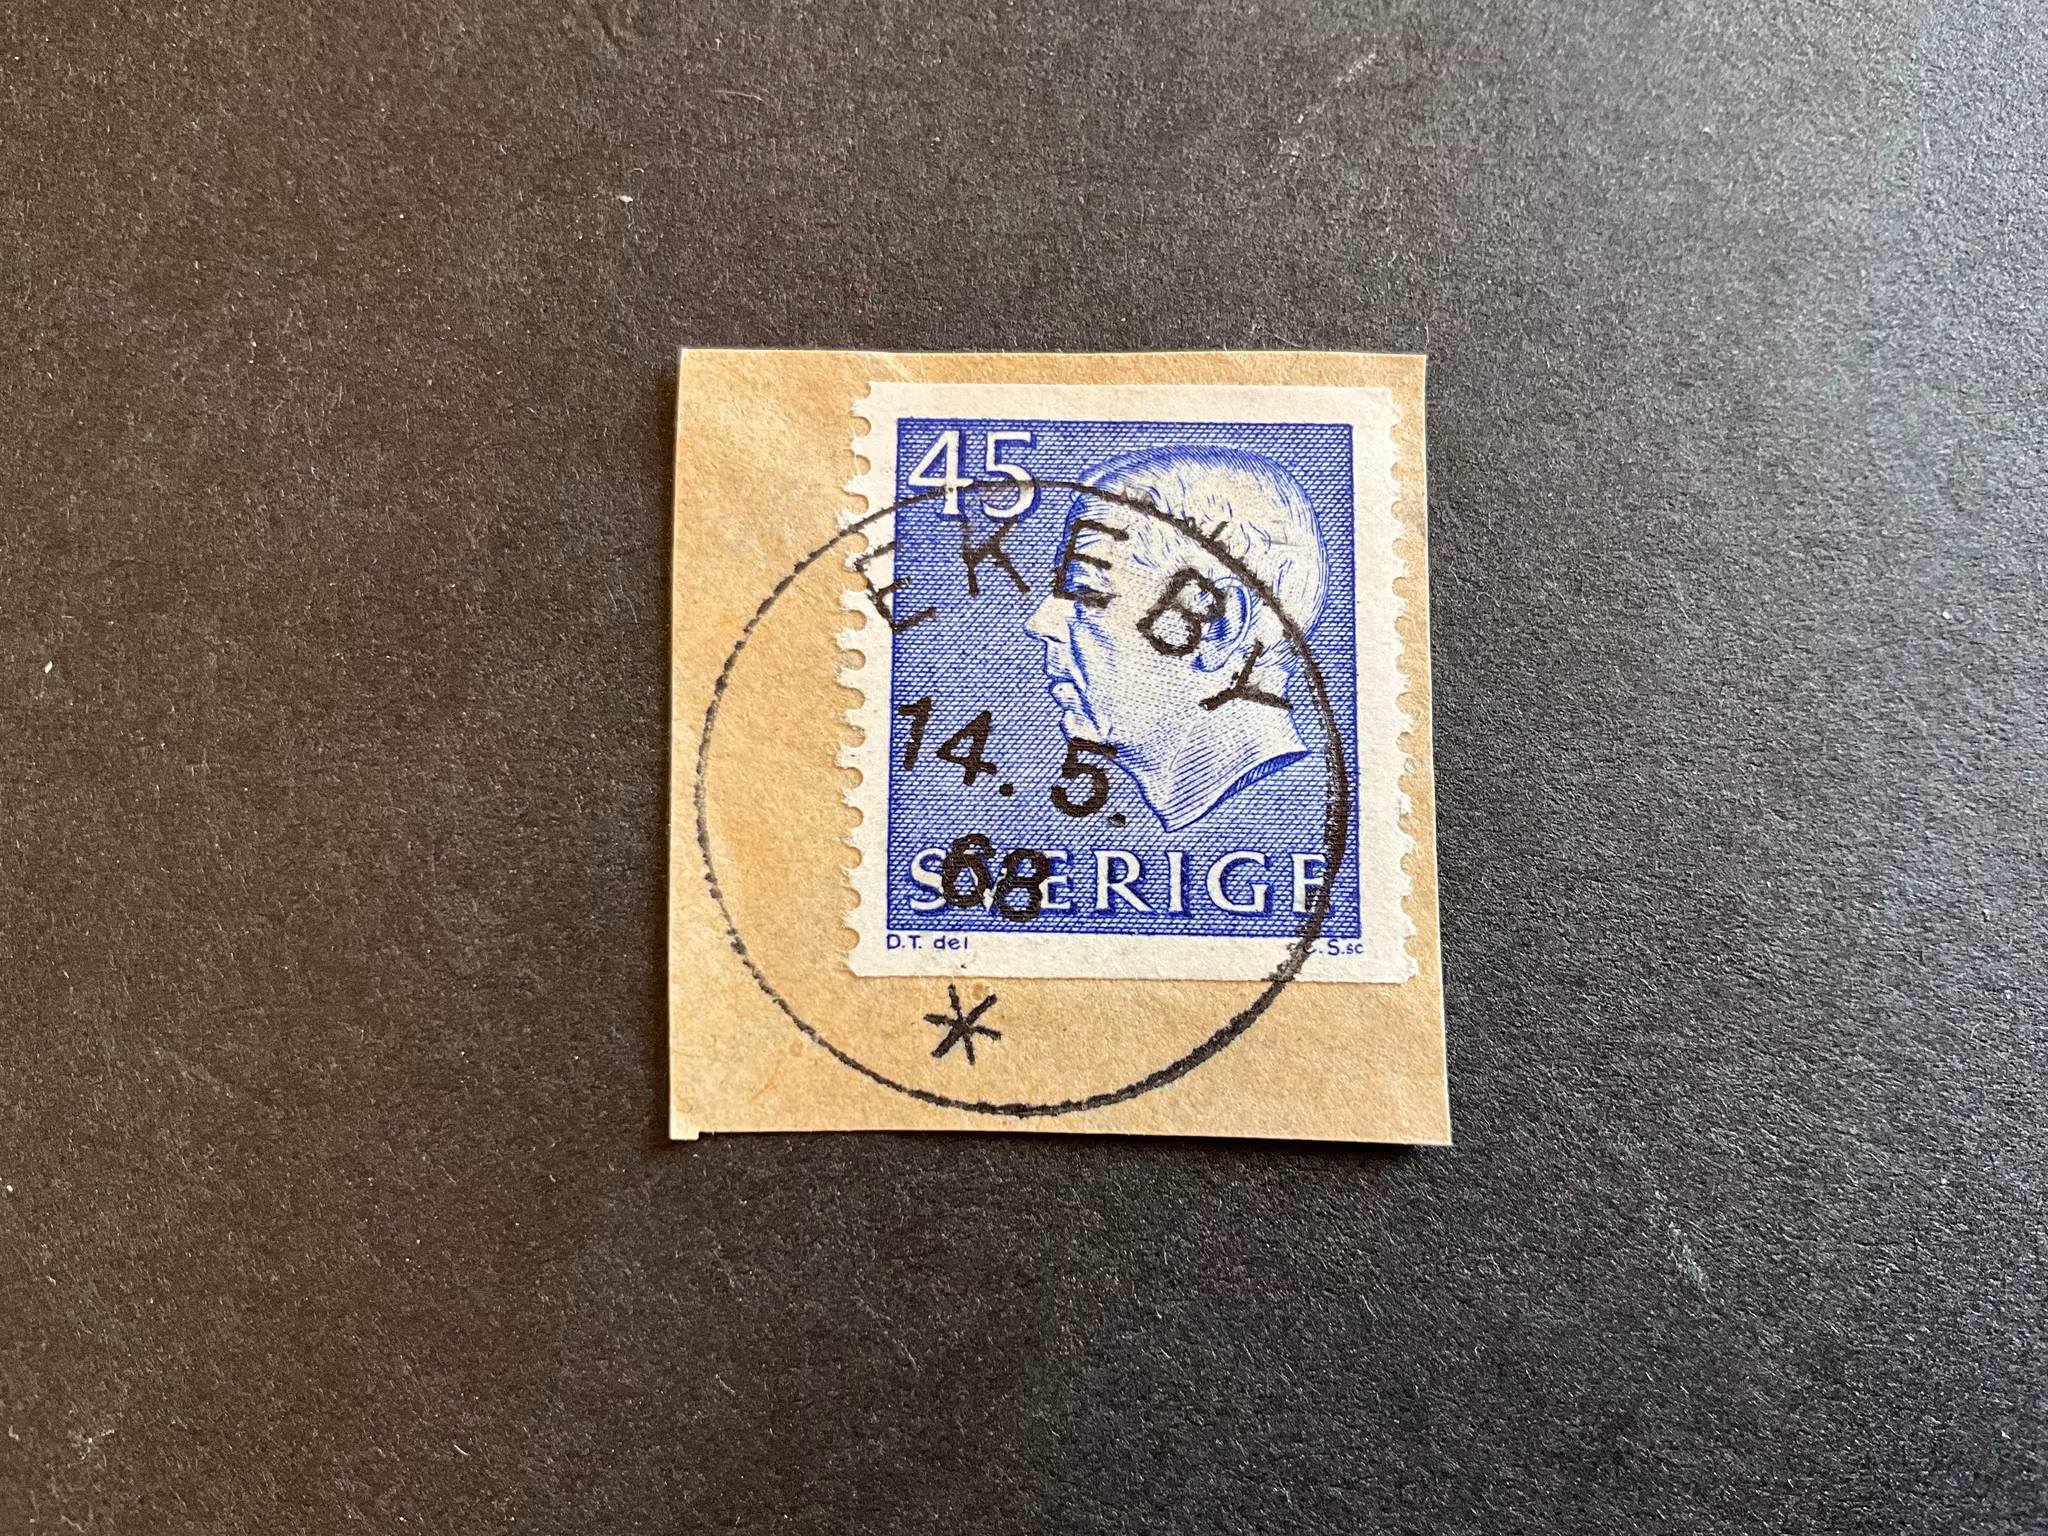 45
EKEBY
14. 5.
68
SVERIGE
D.T. del C.S.sc